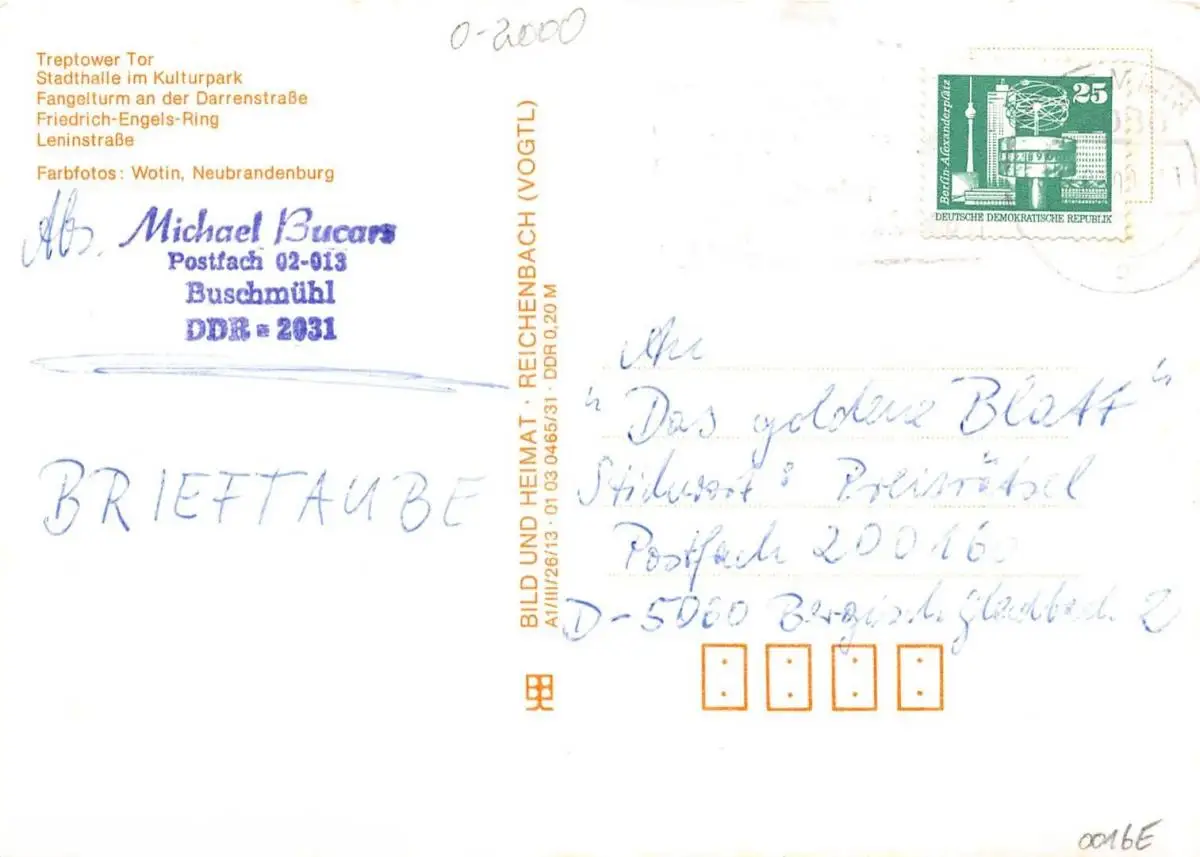 0-2000
Treptower Tor
Stadthalle im Kulturpark
Fangelturm an der Darrenstraße
Friedrich-Engels-Ring
Leninstraße
Farbfotos: Wotin, Neubrandenburg
Abs. Michael Bucars
Postfach 02-013
Buschmühl
DDR = 2031
BRIEFTAUBE
BILD UND HEIMAT · REICHENBACH (VOGTL)
A1/III/26/13 · 01 03 0465/31 · DDR 0,20 M
Berlin-Alexanderplatz
25
DEUTSCHE DEMOKRATISCHE REPUBLIK
An
"Das goldene Blatt"
Stichwort: Preisrätsel
Postfach 200160
D-5060 Bergisch Gladbach 2
0016E